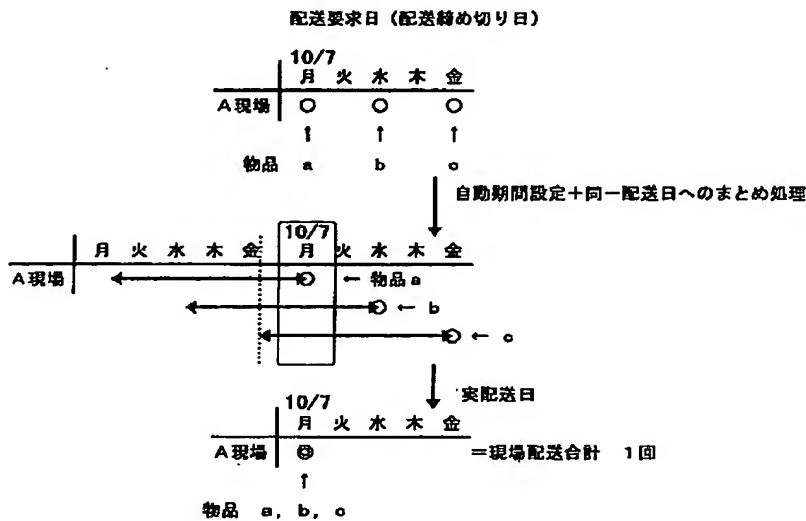 配送要求日（配送締め切り日）
10/7
月 火 水 木 金
A現場 ○ ○ ○
↑ ↑ ↑
物品 a b c
自動期間設定＋同一配送日へのまとめ処理
10/7
月 火 水 木 金 月 火 水 木 金
A現場 ← 物品a
← b
← c
実配送日
10/7
月 火 水 木 金
A現場 ◎ ＝現場配送合計 1回
↑
物品 a, b, c